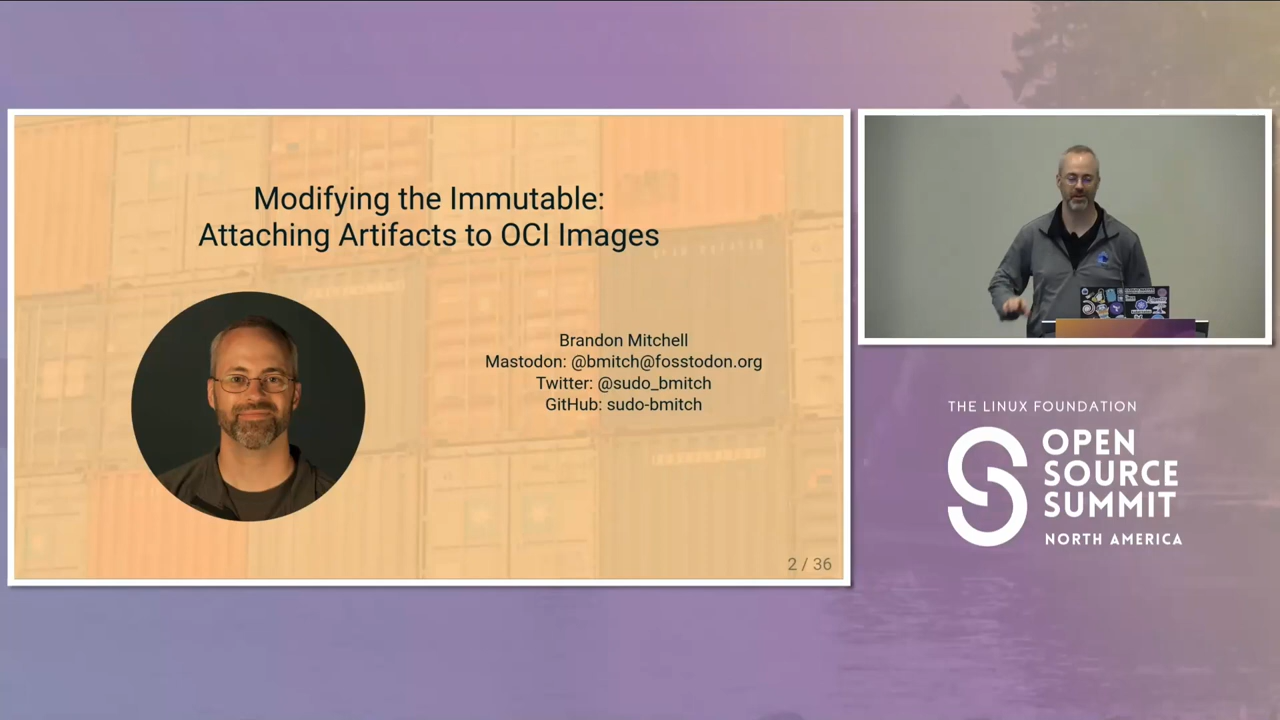 Modifying the Immutable:
Attaching Artifacts to OCI Images
Brandon Mitchell
Mastodon: @bmitch@fosstodon.org
Twitter: @sudo_bmitch
GitHub: sudo-bmitch
2 / 36
THE LINUX FOUNDATION
OPEN
SOURCE
SUMMIT
NORTH AMERICA